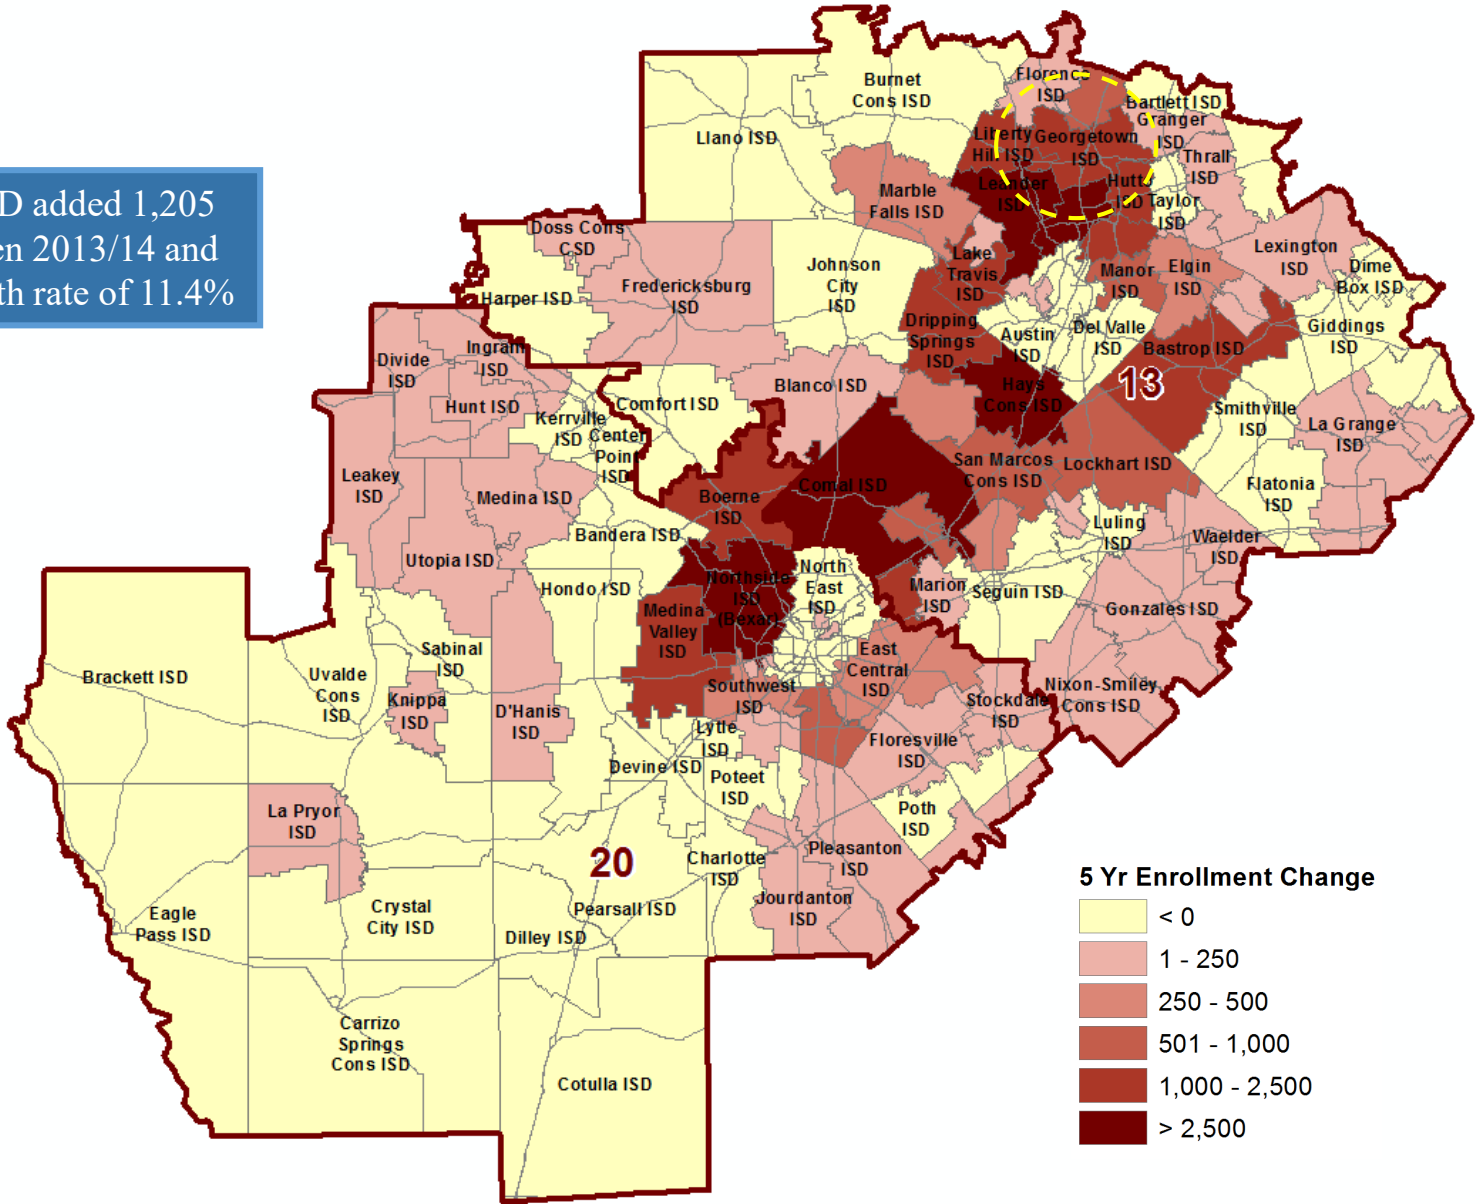 D added 1,205
en 2013/14 and
th rate of 11.4%
Burnet
Cons ISD
Florence
ISD
Bartlett ISD
Granger
ISD
Llano ISD
Liberty
Hill ISD
Georgetown
ISD
Thrall
ISD
Marble
Falls ISD
Leander
ISD
Hutto
ISD
Taylor
ISD
Doss Cons
CSD
Lexington
ISD
Dime
Box ISD
Johnson
City
ISD
Lake
Travis
ISD
Manor
ISD
Elgin
ISD
Harper ISD
Fredericksburg
ISD
Dripping
Springs
ISD
Austin
ISD
Del Valle
ISD
Bastrop ISD
Giddings
ISD
Divide
ISD
Ingram
ISD
Blanco ISD
Hays
Cons ISD
13
Hunt ISD
Kerrville
ISD
Comfort ISD
Smithville
ISD
La Grange
ISD
Center
Point
ISD
Leakey
ISD
Medina ISD
Boerne
ISD
Comal ISD
San Marcos
Cons ISD
Lockhart ISD
Flatonia
ISD
Bandera ISD
Luling
ISD
Waelder
ISD
Utopia ISD
Hondo ISD
Northside
ISD
(Bexar)
North
East
ISD
Marion
ISD
Seguin ISD
Gonzales ISD
Medina
Valley
ISD
Sabinal
ISD
East
Central
ISD
Brackett ISD
Uvalde
Cons
ISD
Knippa
ISD
D'Hanis
ISD
Southwest
ISD
Stockdale
ISD
Nixon-Smiley
Cons ISD
Lytle
ISD
Floresville
ISD
Devine ISD
Poteet
ISD
La Pryor
ISD
Poth
ISD
20
Charlotte
ISD
Pleasanton
ISD
Eagle
Pass ISD
Crystal
City ISD
Pearsall ISD
Jourdanton
ISD
Dilley ISD
Carrizo
Springs
Cons ISD
Cotulla ISD
5 Yr Enrollment Change
< 0
1 - 250
250 - 500
501 - 1,000
1,000 - 2,500
> 2,500